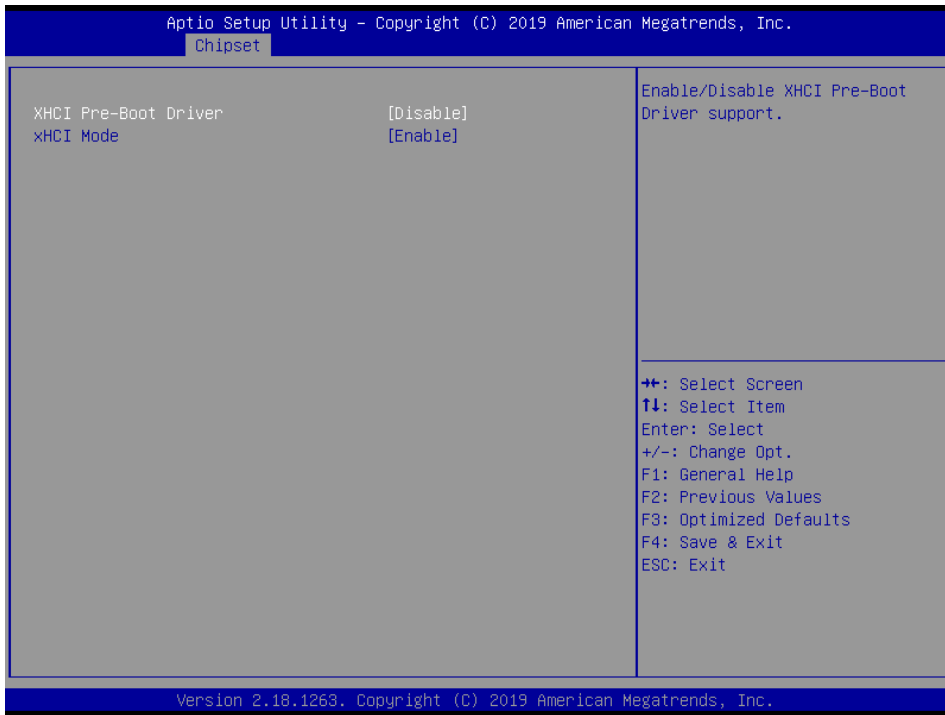 Aptio Setup Utility – Copyright (C) 2019 American Megatrends, Inc.
Chipset
XHCI Pre-Boot Driver [Disable]
xHCI Mode [Enable]
Enable/Disable XHCI Pre-Boot
Driver support.
→←: Select Screen
↑↓: Select Item
Enter: Select
+/-: Change Opt.
F1: General Help
F2: Previous Values
F3: Optimized Defaults
F4: Save & Exit
ESC: Exit
Version 2.18.1263. Copyright (C) 2019 American Megatrends, Inc.